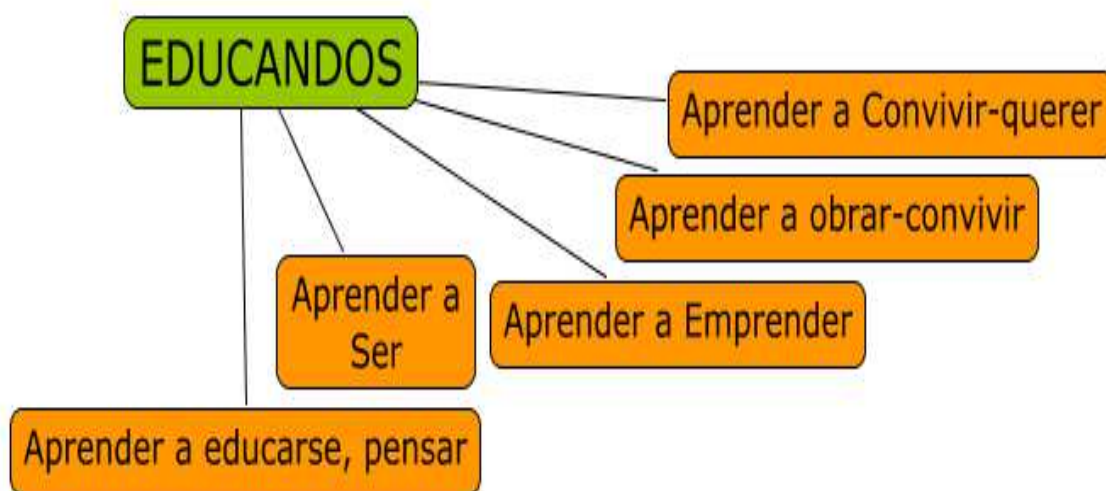 EDUCANDOS
Aprender a Convivir-querer
Aprender a obrar-convivir
Aprender a
Ser
Aprender a Emprender
Aprender a educarse, pensar